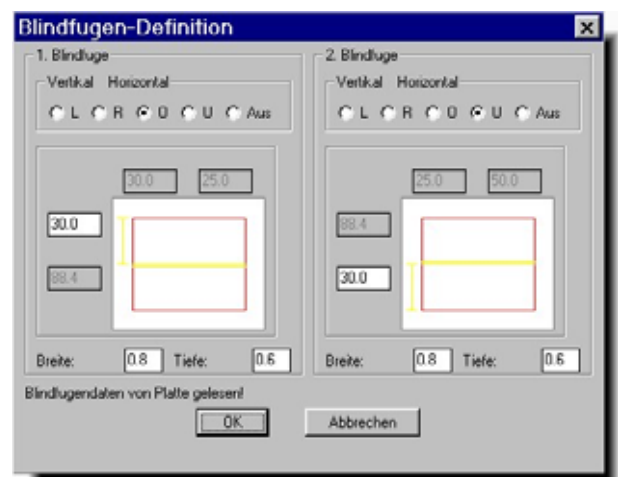 Blindfugen-Definition
1. Blindfuge
Vertikal Horizontal
L R O U Aus
30.0 25.0
30.0
88.4
Breite: 0.8 Tiefe: 0.6
2. Blindfuge
Vertikal Horizontal
L R O U Aus
25.0 50.0
88.4
30.0
Breite: 0.8 Tiefe: 0.6
Blindfugendaten von Platte gelesen!
OK Abbrechen